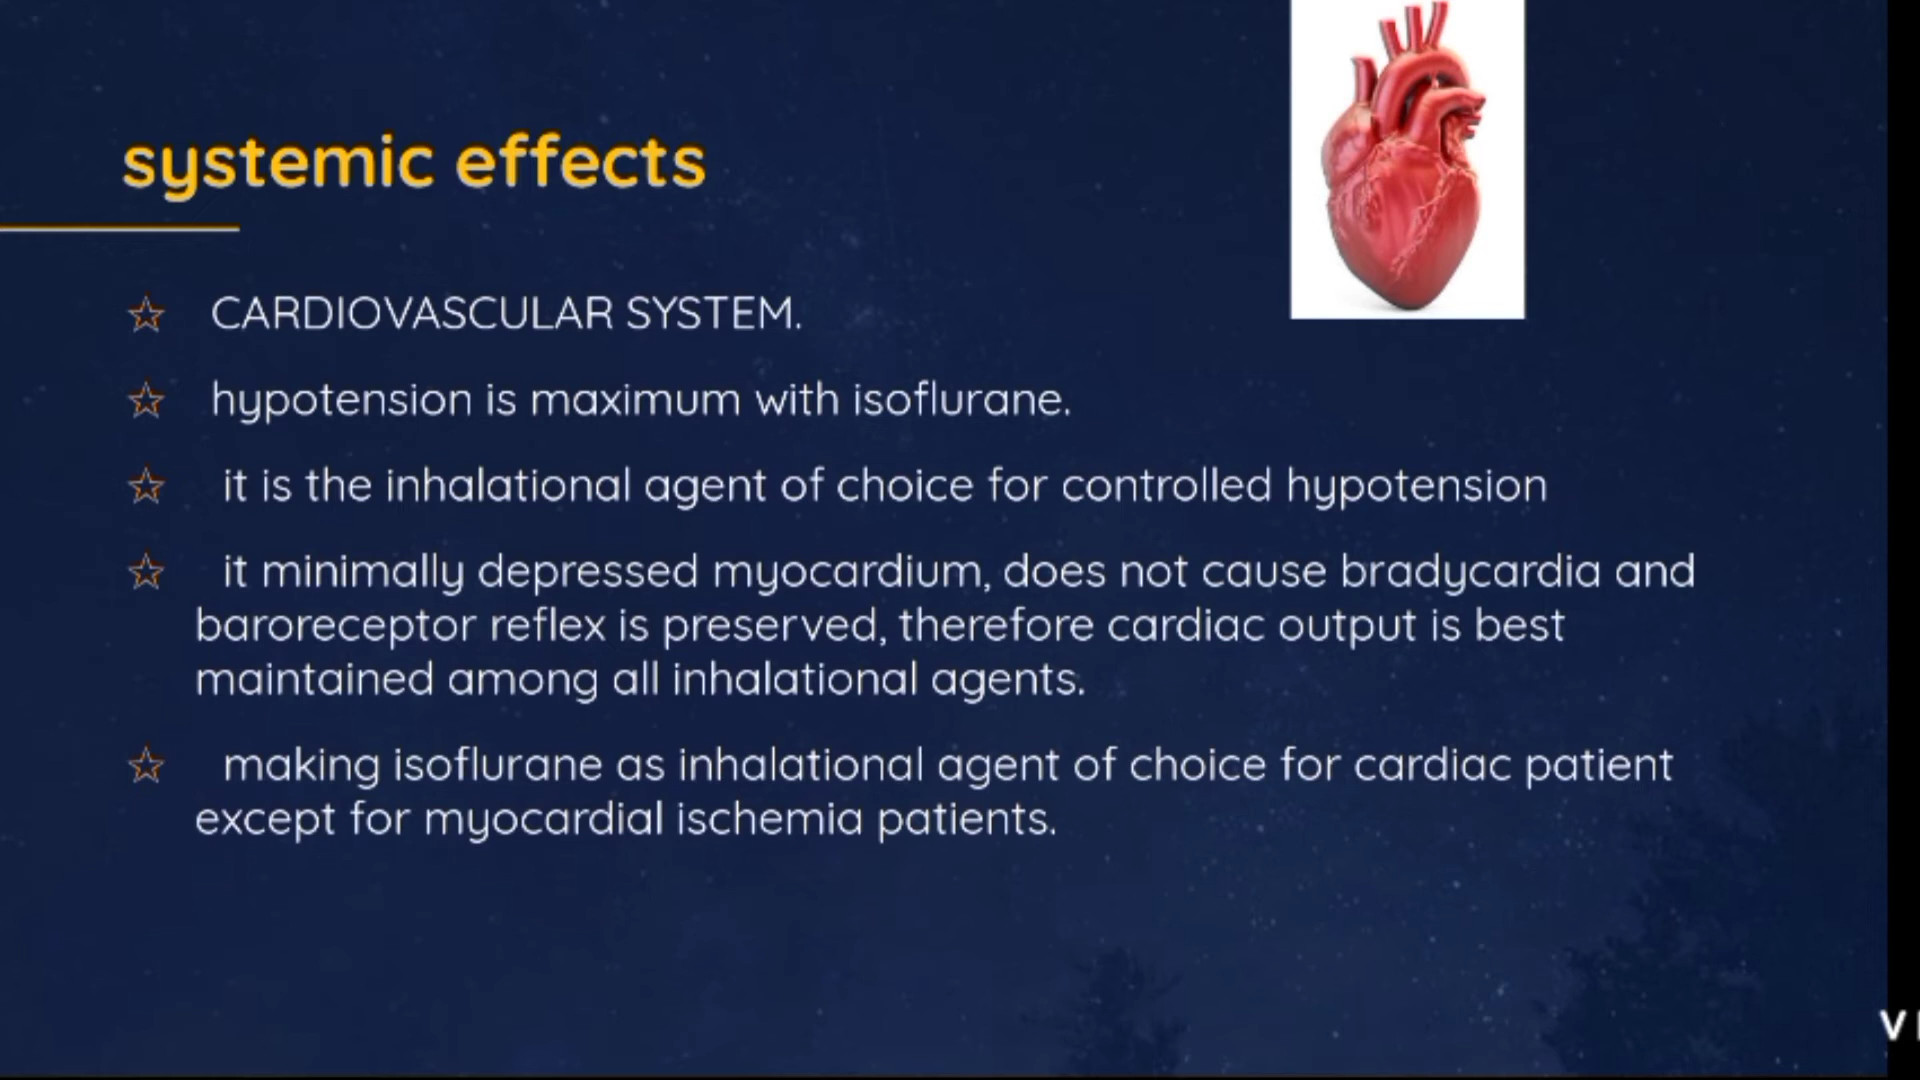 systemic effects
☆ CARDIOVASCULAR SYSTEM.
☆ hypotension is maximum with isoflurane.
☆ it is the inhalational agent of choice for controlled hypotension
☆ it minimally depressed myocardium, does not cause bradycardia and
baroreceptor reflex is preserved, therefore cardiac output is best
maintained among all inhalational agents.
☆ making isoflurane as inhalational agent of choice for cardiac patient
except for myocardial ischemia patients.
V